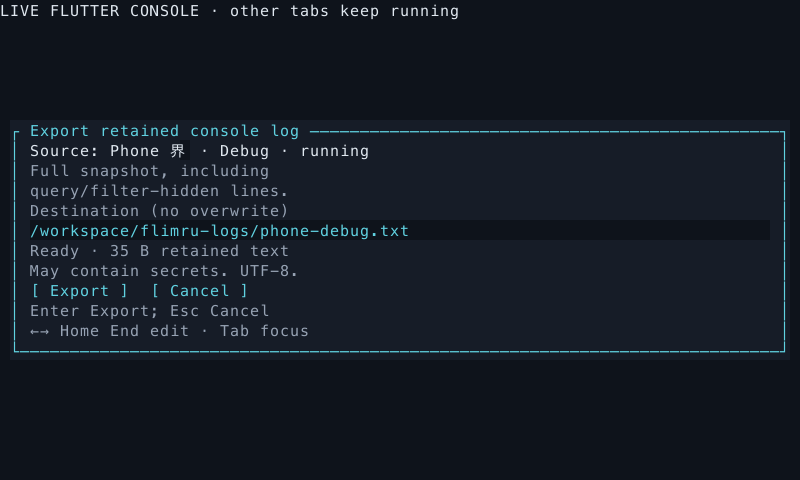 LIVE FLUTTER CONSOLE · other tabs keep running
Export retained console log
Source: Phone 界 · Debug · running
Full snapshot, including
query/filter-hidden lines.
Destination (no overwrite)
/workspace/flimru-logs/phone-debug.txt
Ready · 35 B retained text
May contain secrets. UTF-8.
[ Export ]  [ Cancel ]
Enter Export; Esc Cancel
←→ Home End edit · Tab focus